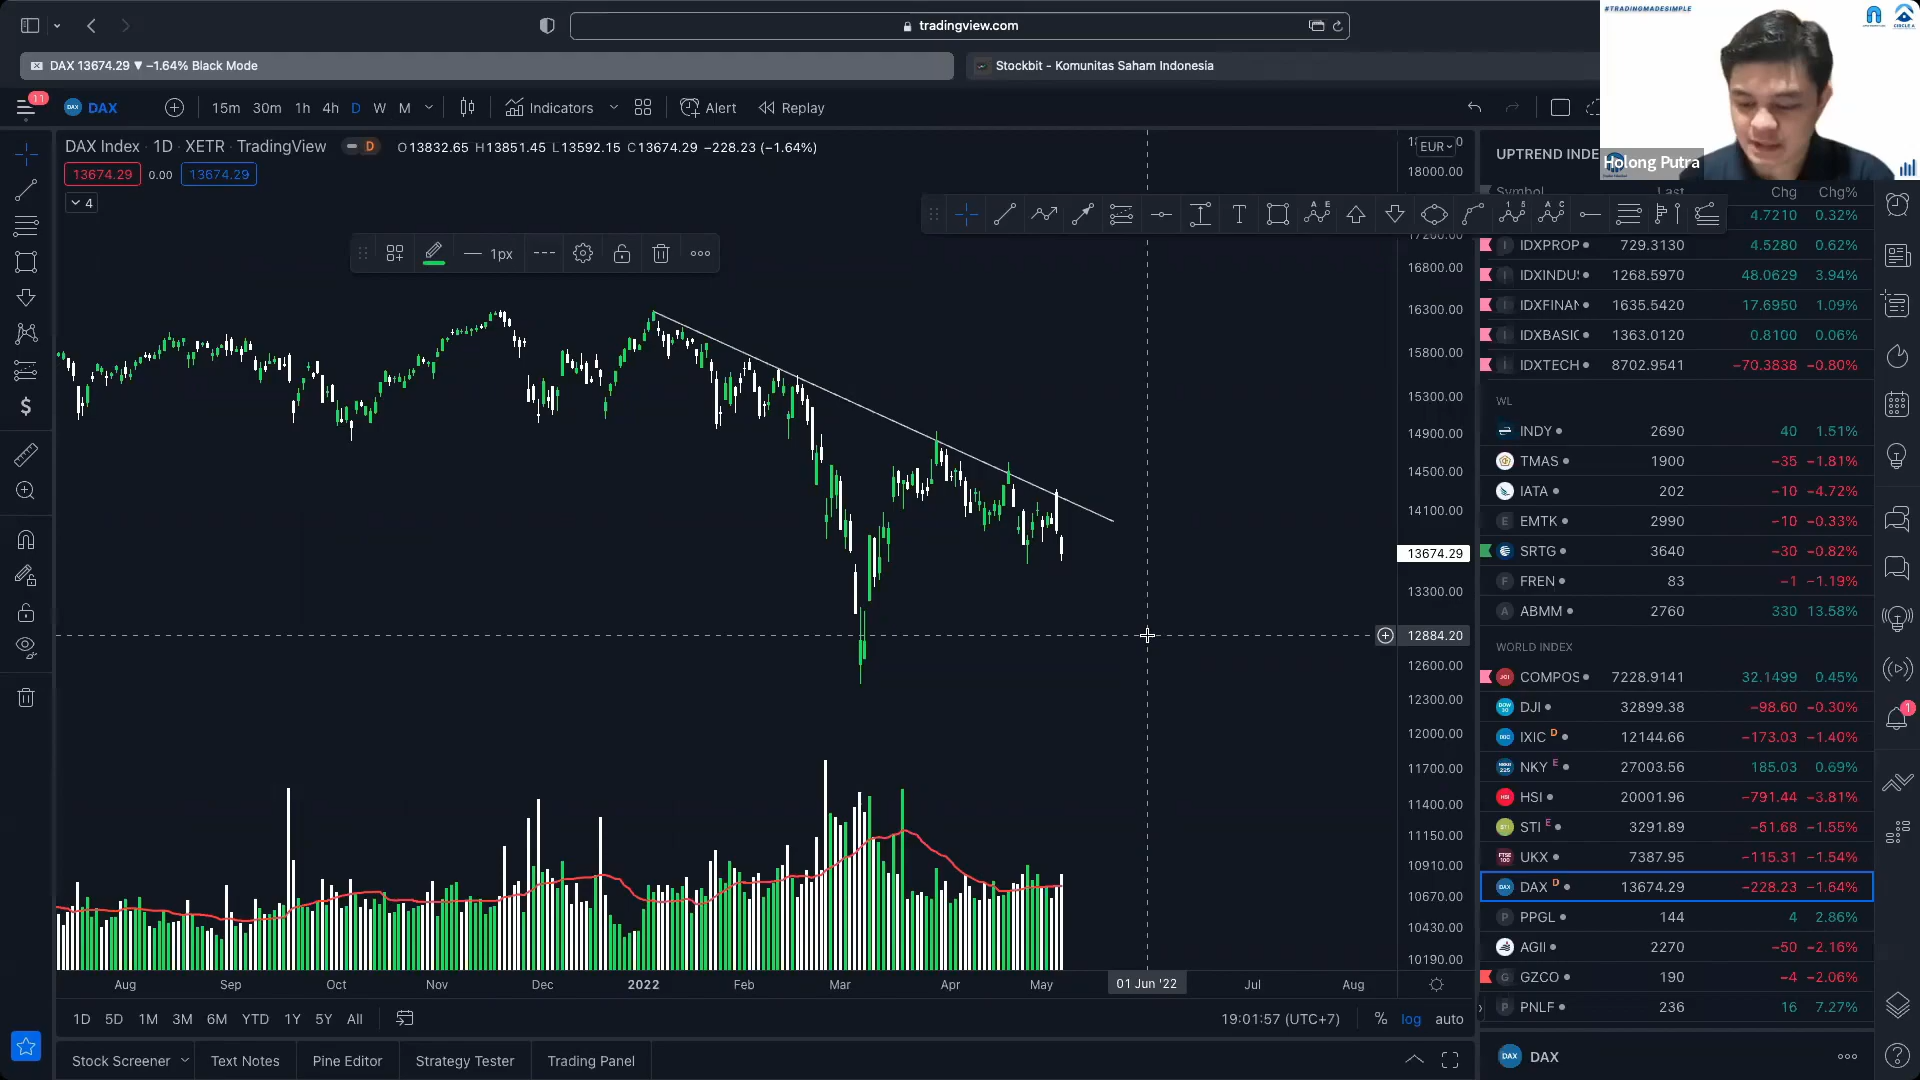 tradingview.com
#TRADINGMADESIMPLE
Holong Putra
DAX 13674.29 ▼ −1.64% Black Mode
Stockbit - Komunitas Saham Indonesia
11
DAX
15m 30m 1h 4h D W M
Indicators
Alert
Replay
DAX Index · 1D · XETR · TradingView
D
O13832.65 H13851.45 L13592.15 C13674.29 −228.23 (−1.64%)
13674.29 0.00 13674.29
4
1px
EUR
18000.00
17200.00
16800.00
16300.00
15800.00
15300.00
14900.00
14500.00
14100.00
13674.29
13300.00
12884.20
12600.00
12300.00
12000.00
11700.00
11400.00
11150.00
10910.00
10670.00
10430.00
10190.00
Aug Sep Oct Nov Dec 2022 Feb Mar Apr May 01 Jun '22 Jul Aug
1D 5D 1M 3M 6M YTD 1Y 5Y All
19:01:57 (UTC+7) % log auto
Stock Screener
Text Notes
Pine Editor
Strategy Tester
Trading Panel
UPTREND INDE
Symbol Last Chg Chg%
4.7210 0.32%
IDXPROP 729.3130 4.5280 0.62%
IDXINDU 1268.5970 48.0629 3.94%
IDXFINAN 1635.5420 17.6950 1.09%
IDXBASIC 1363.0120 0.8100 0.06%
IDXTECH 8702.9541 −70.3838 −0.80%
WL
INDY 2690 40 1.51%
TMAS 1900 −35 −1.81%
IATA 202 −10 −4.72%
EMTK 2990 −10 −0.33%
SRTG 3640 −30 −0.82%
FREN 83 −1 −1.19%
ABMM 2760 330 13.58%
WORLD INDEX
COMPOS 7228.9141 32.1499 0.45%
DJI 32899.38 −98.60 −0.30%
IXIC D 12144.66 −173.03 −1.40%
NKY E 27003.56 185.03 0.69%
HSI 20001.96 −791.44 −3.81%
STI E 3291.89 −51.68 −1.55%
UKX 7387.95 −115.31 −1.54%
DAX D 13674.29 −228.23 −1.64%
PPGL 144 4 2.86%
AGII 2270 −50 −2.16%
GZCO 190 −4 −2.06%
PNLF 236 16 7.27%
DAX
1